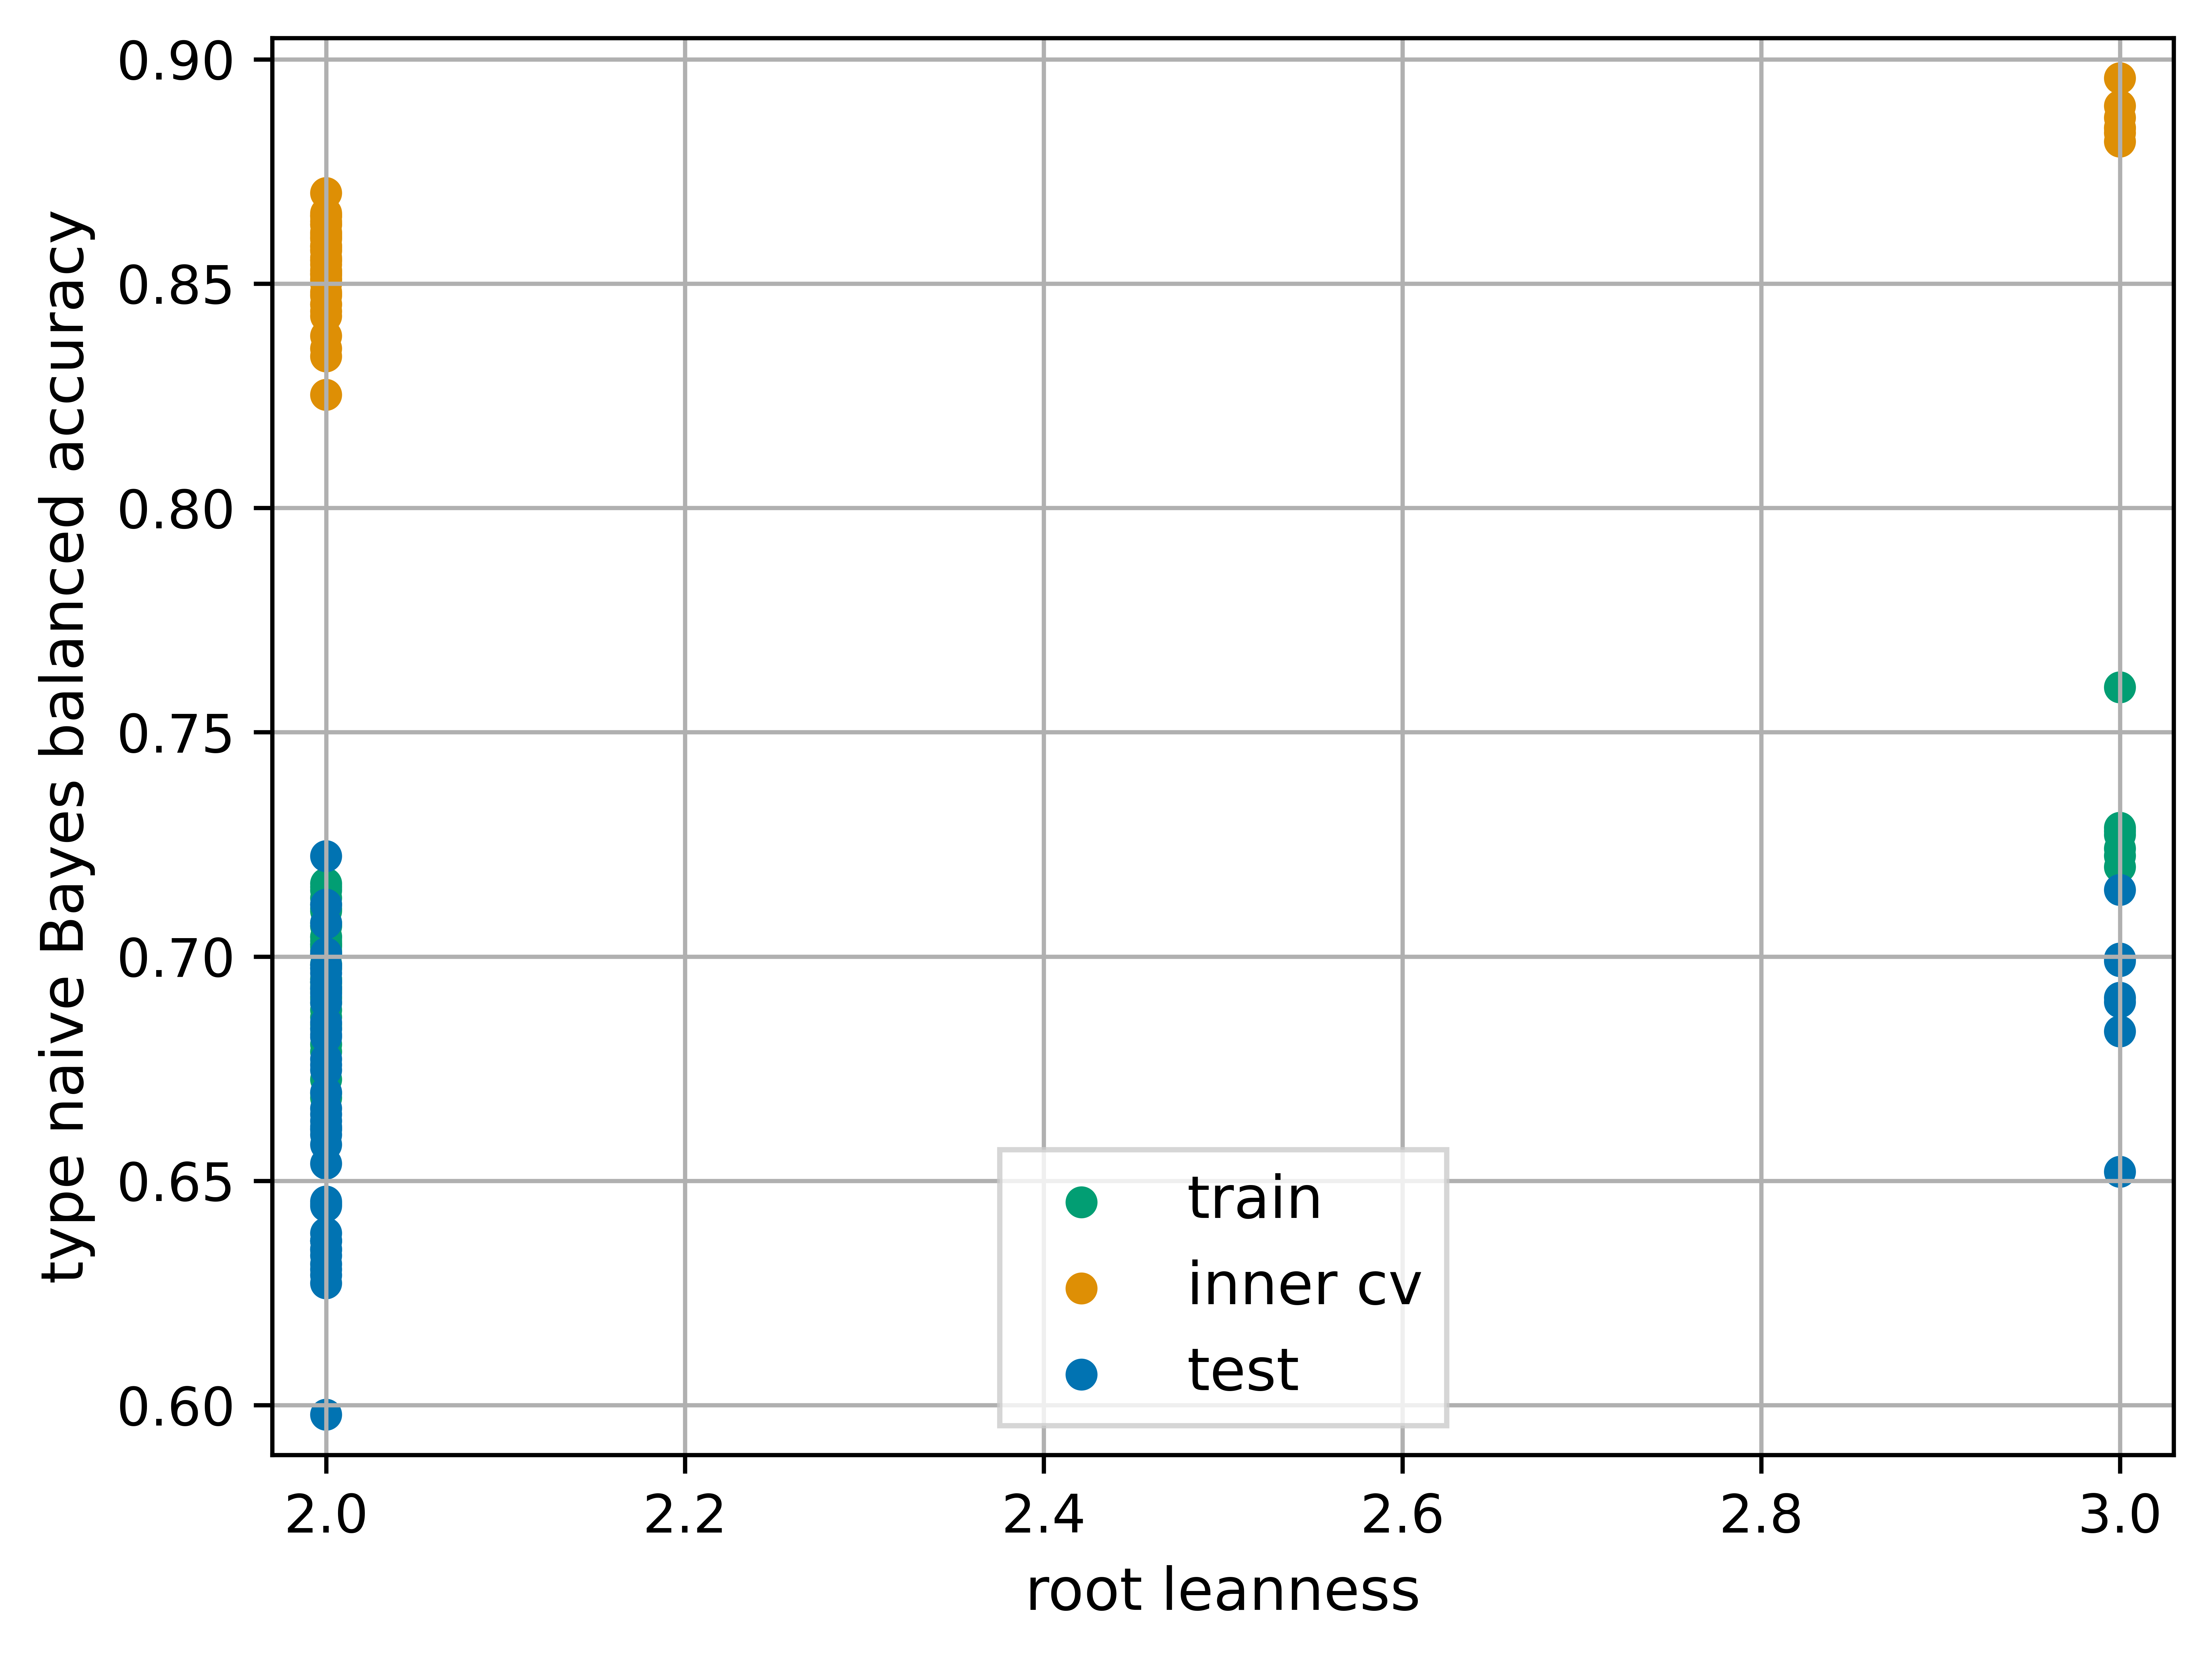 type naive Bayes balanced accuracy
0.90
0.85
0.80
0.75
0.70
0.65
0.60
train
inner cv
test
2.0 2.2 2.4 2.6 2.8 3.0
root leanness